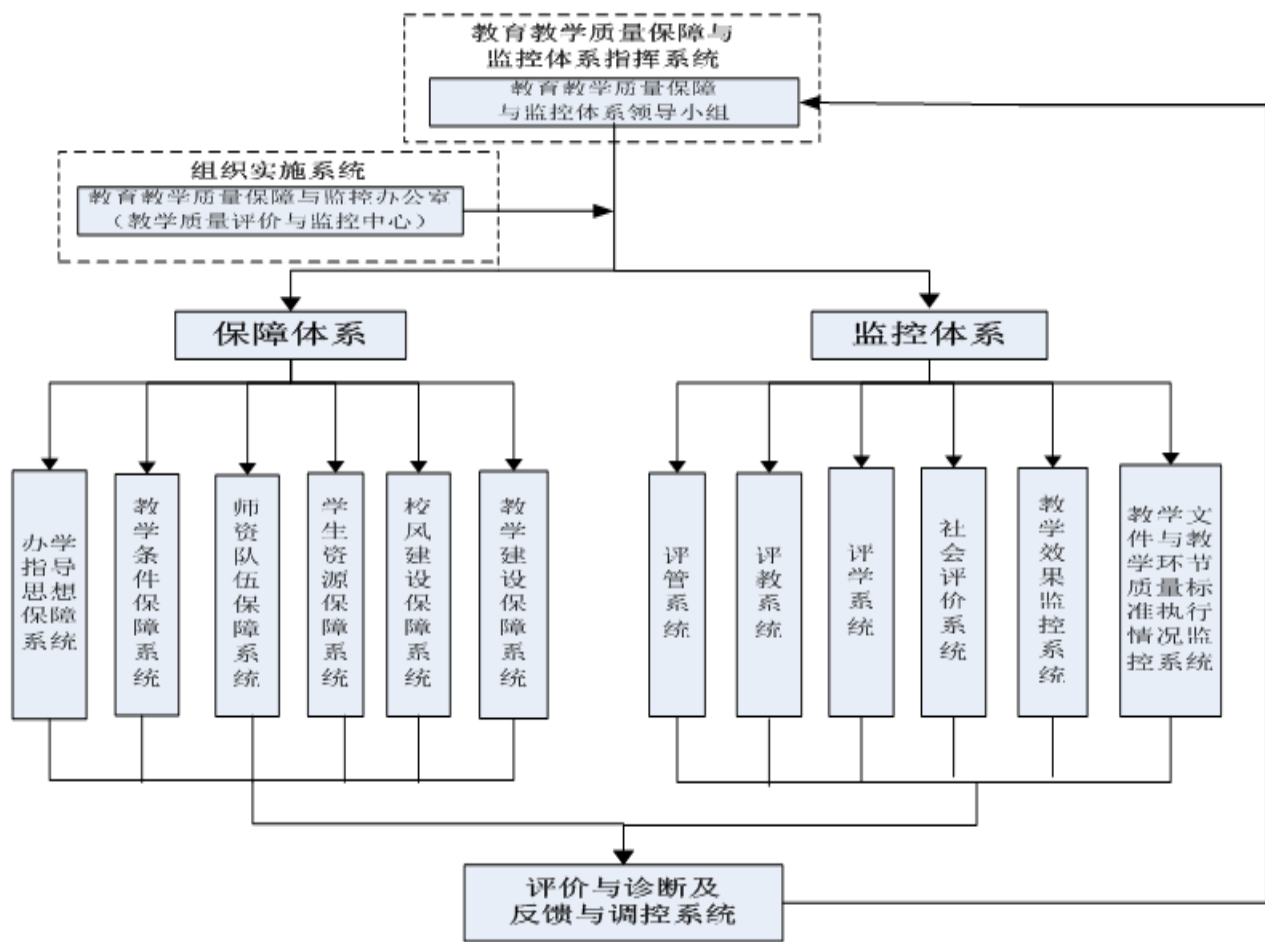 教育教学质量保障与
监控体系指挥系统
教育教学质量保障
与监控体系领导小组
组织实施系统
教育教学质量保障与监控办公室
（教学质量评价与监控中心）
保障体系
监控体系
办学
指导
思想
保障
系统
教学条件保障系统
师资队伍保障系统
学生资源保障系统
校风建设保障系统
教学建设保障系统
评管系统
评教系统
评学系统
社会评价系统
教学效果监控系统
教学文
件与教
学环节
质量标
准执行
情况监
控系统
评价与诊断及
反馈与调控系统